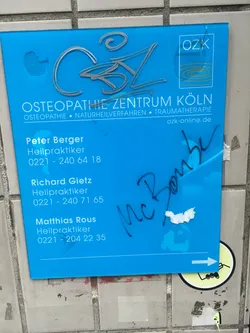 OZK
OSTEOPATHIE ZENTRUM KÖLN
OSTEOPATHIE • NATURHEILVERFAHREN • TRAUMATHERAPIE
ozk-online.de
Peter Berger
Heilpraktiker
0221 - 240 64 18
Richard Gietz
Heilpraktiker
0221 - 240 71 65
Matthias Rous
Heilpraktiker
0221 - 204 22 35